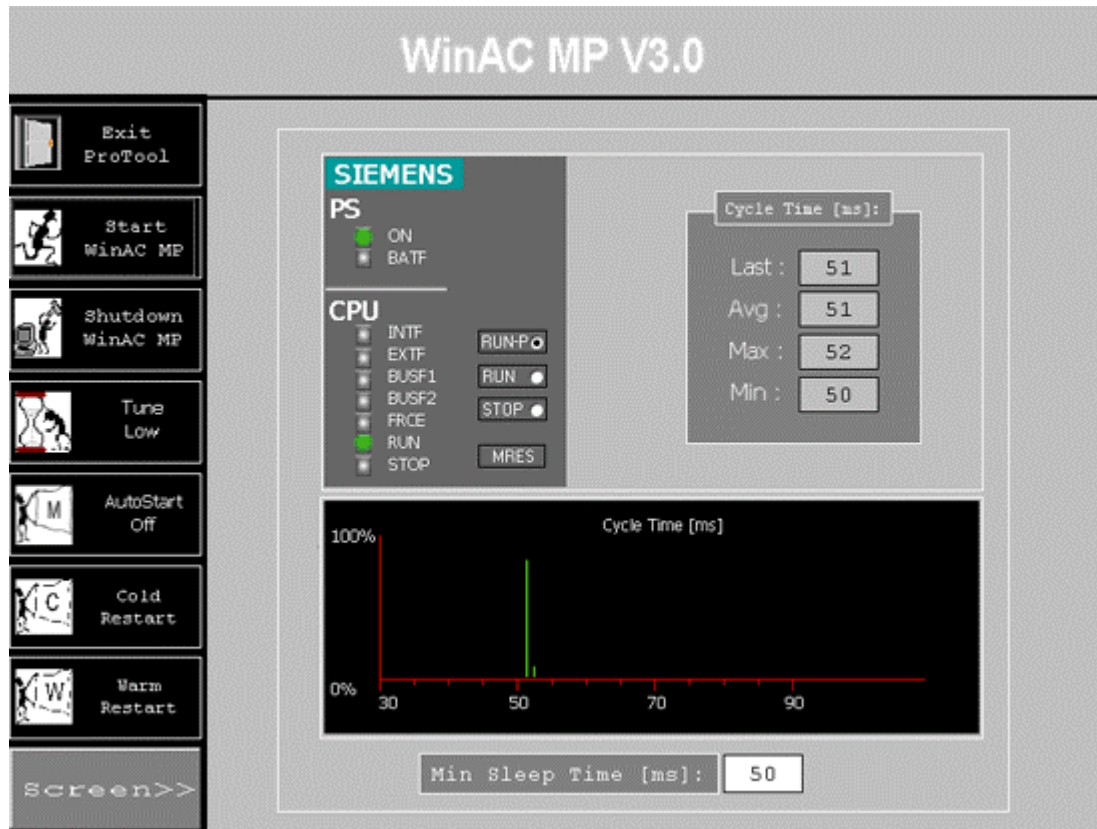 WinAC MP V3.0
Exit
ProTool
Start
WinAC MP
Shutdown
WinAC MP
Tune
Low
M
AutoStart
Off
C
Cold
Restart
W
Warm
Restart
Screen>>
SIEMENS
PS
ON
BATF
CPU
INTF
EXTF
BUSF1
BUSF2
FRCE
RUN
STOP
RUN-P
RUN
STOP
MRES
Cycle Time [ms]:
Last : 51
Avg : 51
Max : 52
Min : 50
Cycle Time [ms]
100%
0%
30 50 70 90
Min Sleep Time [ms]: 50